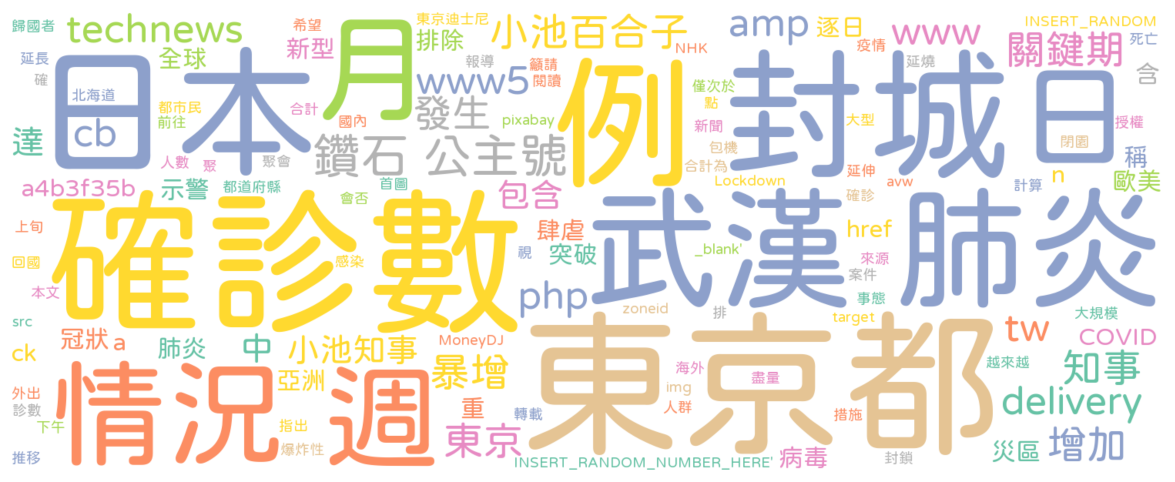 歸國者 technews 東京迪士尼 希望 小池百合子 amp 逐日 www INSERT_RANDOM
延長 全球 新型 月 排除 NHK 疫情 關鍵期 死亡
確 北海道 報導 籲請 延燒 含
日本 cb 都市民 前往 合計 www5 閱讀 例 僅次於 點 封城 日
達 國內 發生 pixabay 新聞 大型 閉園 授權
人數 聚 聚會 鑽石 公主號 合計為 包機 稱
a4b3f35b 示警 都道府縣 首圖 包含 Lockdown 延伸 avw n 計算 歐美
會否 確診
上旬 確診數 肆虐 武漢 href 肺炎
回國 感染 視 突破 _blank' 來源
本文 案件
php 事態
src zoneid 排 target 大規模
冠狀 a 肺炎 中 小池知事 MoneyDJ 東京都 tw COVID
ck 亞洲 暴增 海外 盡量 越來越 知事
外出 情況 週 img
診數 重 轉載 人群 措施 delivery
下午 指出 東京 增加
爆炸性 災區
推移 INSERT_RANDOM_NUMBER_HERE' 病毒 封鎖